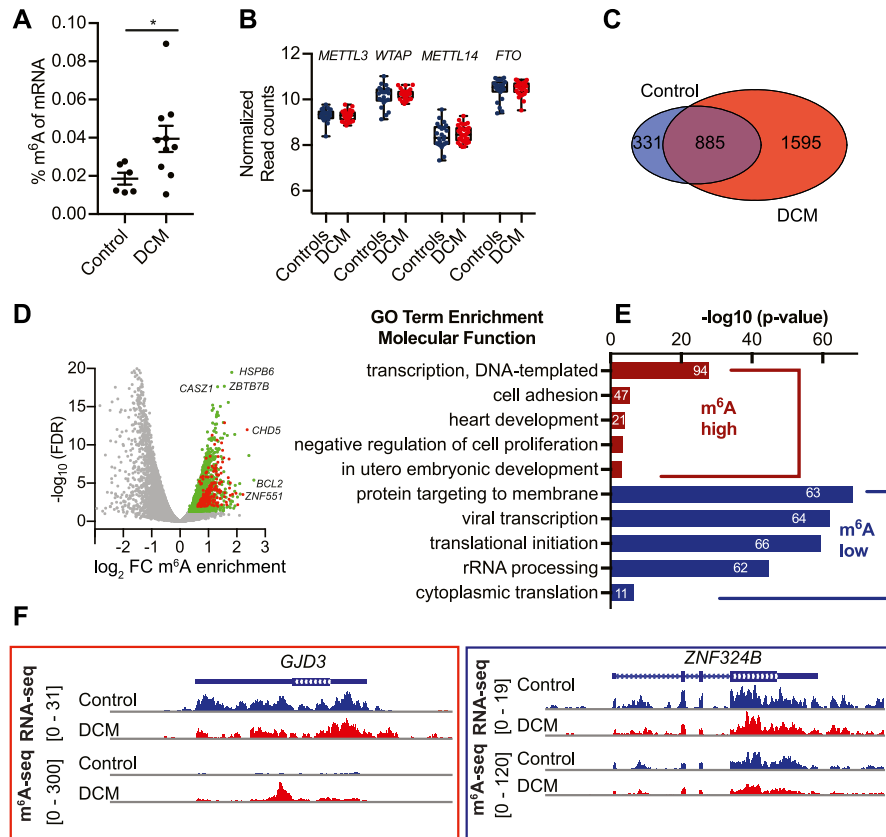 A
*
0.10
0.08
0.06
0.04
0.02
0.00
% m⁶A of mRNA
Control
DCM
B
METTL3 WTAP METTL14 FTO
12
10
8
6
Normalized
Read counts
Controls
DCM
Controls
DCM
Controls
DCM
Controls
DCM
C
Control
331 885 1595
DCM
D
20
15
10
5
0
-log₁₀ (FDR)
HSPB6
CASZ1
ZBTB7B
CHD5
BCL2
ZNF551
-2 -1 0 1 2 3
log₂ FC m⁶A enrichment
GO Term Enrichment
Molecular Function
E
-log10 (p-value)
0 20 40 60
transcription, DNA-templated 94
cell adhesion 47
heart development 21
negative regulation of cell proliferation
in utero embryonic development
m⁶A
high
protein targeting to membrane 63
viral transcription 64
translational initiation 66
rRNA processing 62
cytoplasmic translation 11
m⁶A
low
F
GJD3
RNA-seq
[0 - 31]
Control
DCM
m⁶A-seq
[0 - 300]
Control
DCM
ZNF324B
RNA-seq
[0 - 19]
Control
DCM
m⁶A-seq
[0 -120]
Control
DCM